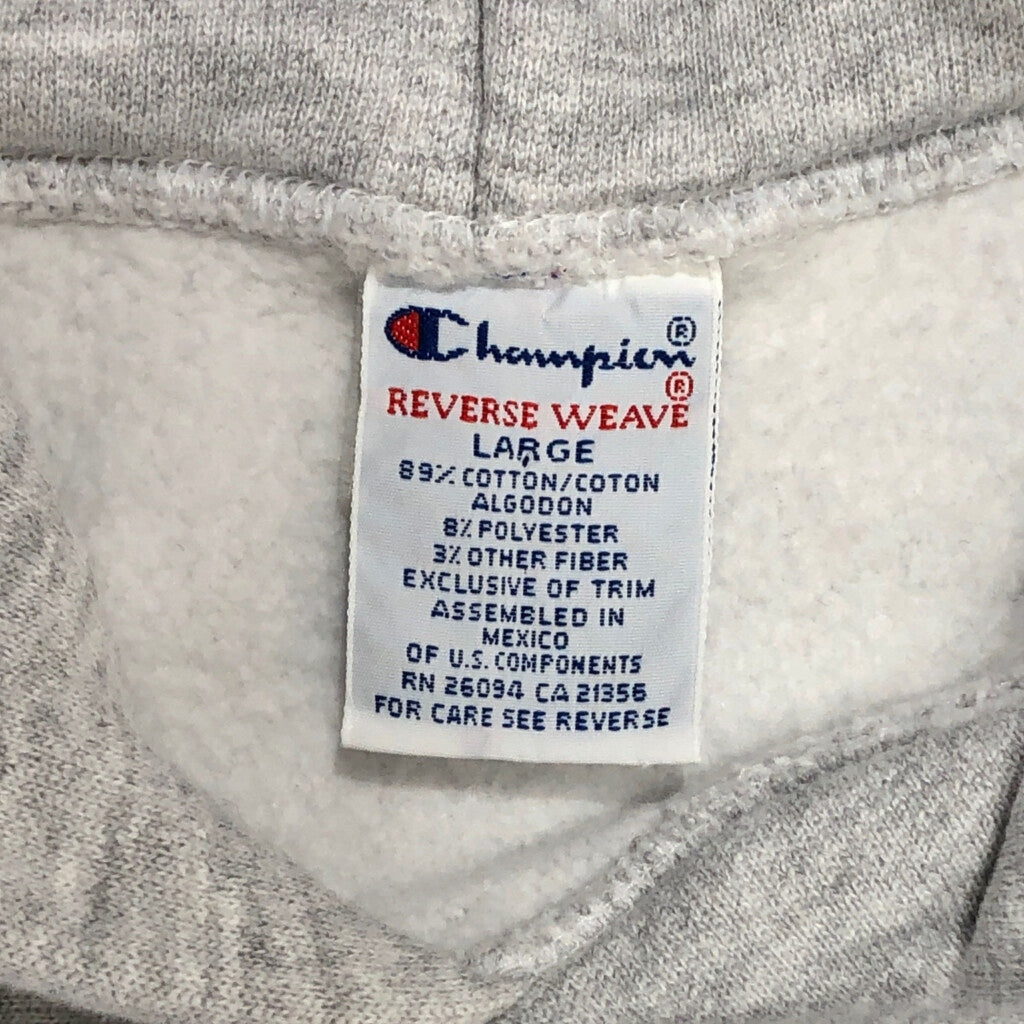 Champion®
REVERSE WEAVE®
LARGE
89% COTTON/COTON
ALGODON
8% POLYESTER
3% OTHER FIBER
EXCLUSIVE OF TRIM
ASSEMBLED IN
MEXICO
OF U.S. COMPONENTS
RN 26094 CA 21356
FOR CARE SEE REVERSE